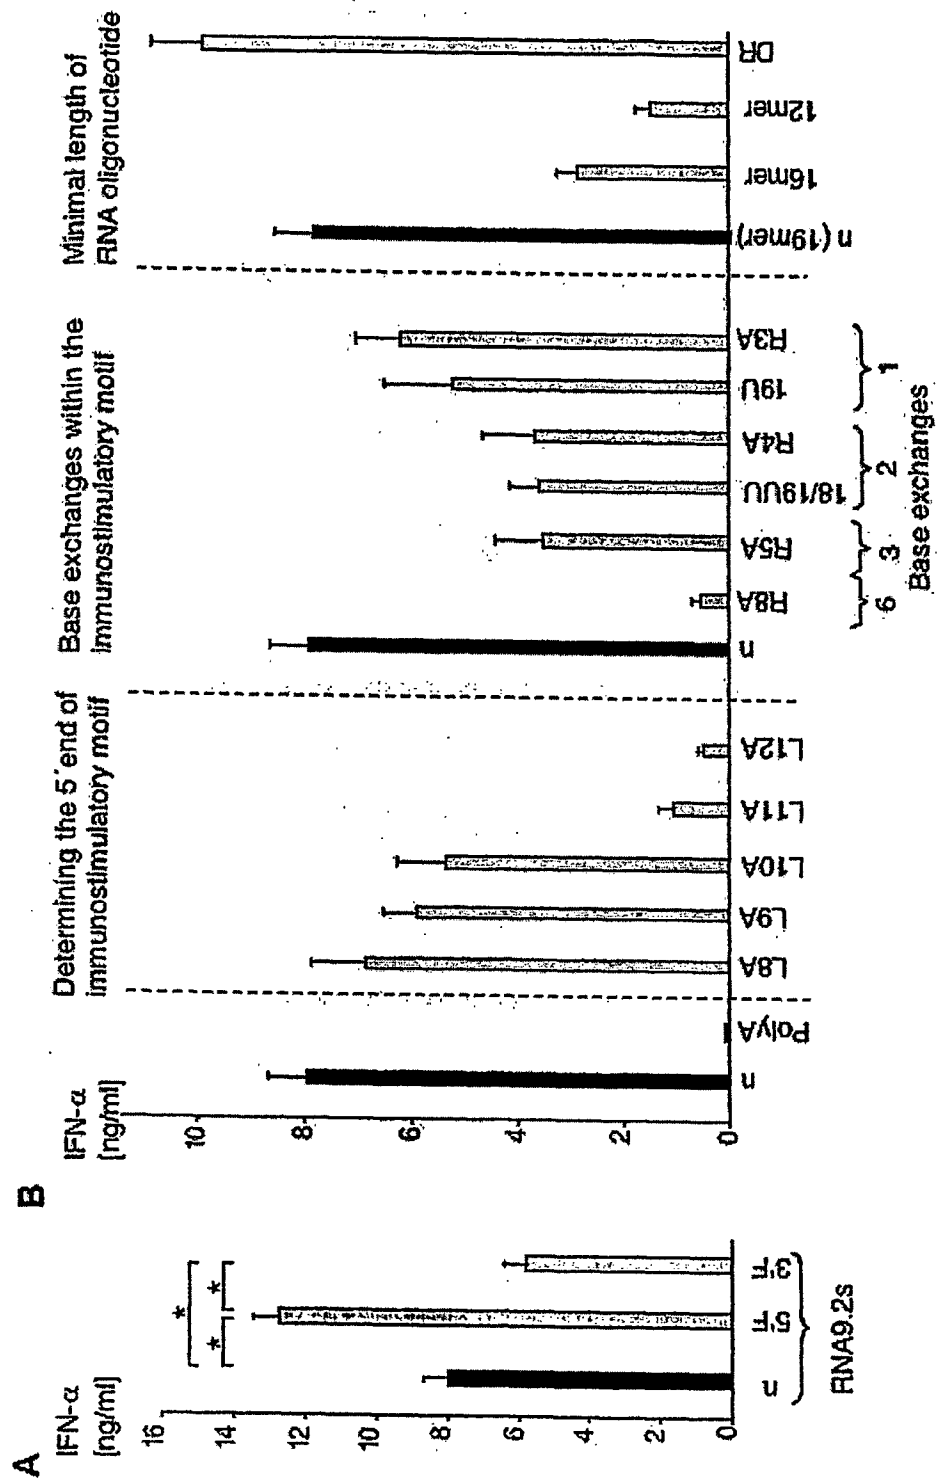 A
IFN-α
[ng/ml]
16
14
12
10
8
6
4
2
0
*
*
*
n
5'F
3'F
RNA9.2s
B
IFN-α
[ng/ml]
10
8
6
4
2
0
Determining the 5´end of
immunostimulatory motif
Base exchanges within the
immunostimulatory motif
Minimal length of
RNA oligonucleotide
n
PolyA
L8A
L9A
L10A
L11A
L12A
n
R8A
R5A
18/19UU
R4A
19U
R3A
n (19mer)
16mer
12mer
DR
6
3
2
1
Base exchanges